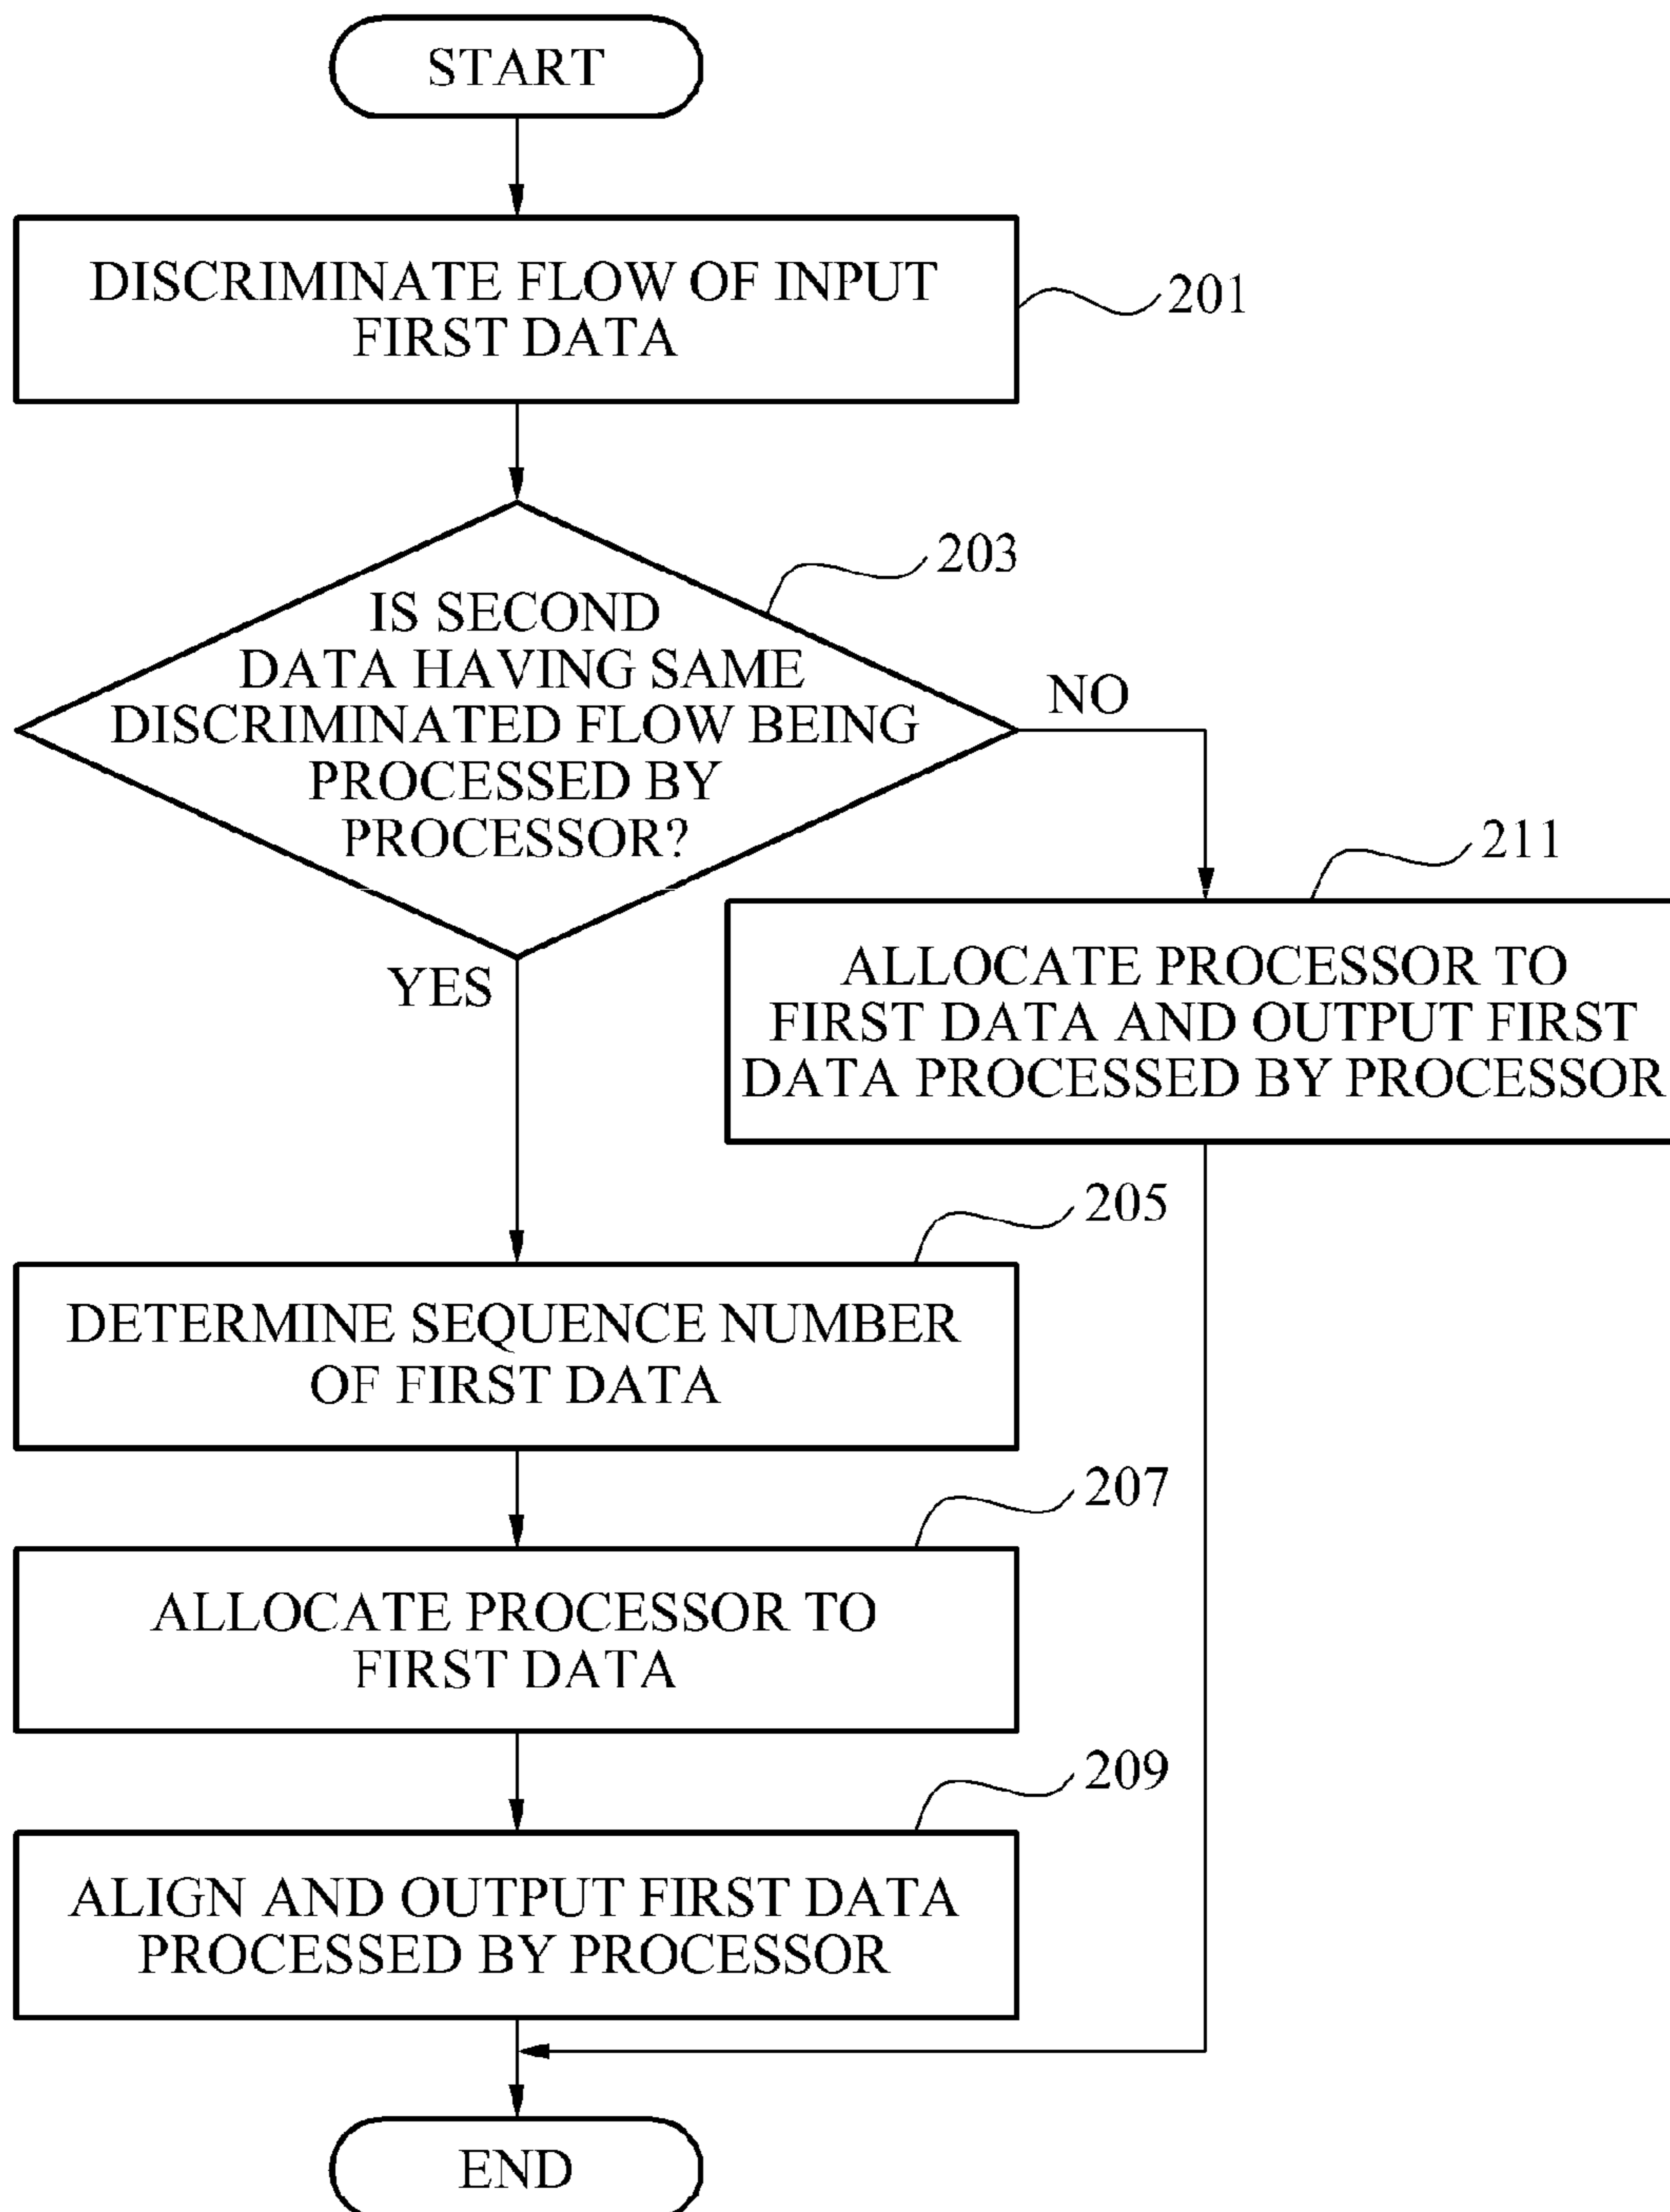 START
DISCRIMINATE FLOW OF INPUT
FIRST DATA
201
203
IS SECOND
DATA HAVING SAME
DISCRIMINATED FLOW BEING
PROCESSED BY
PROCESSOR?
NO
YES
211
ALLOCATE PROCESSOR TO
FIRST DATA AND OUTPUT FIRST
DATA PROCESSED BY PROCESSOR
205
DETERMINE SEQUENCE NUMBER
OF FIRST DATA
207
ALLOCATE PROCESSOR TO
FIRST DATA
209
ALIGN AND OUTPUT FIRST DATA
PROCESSED BY PROCESSOR
END